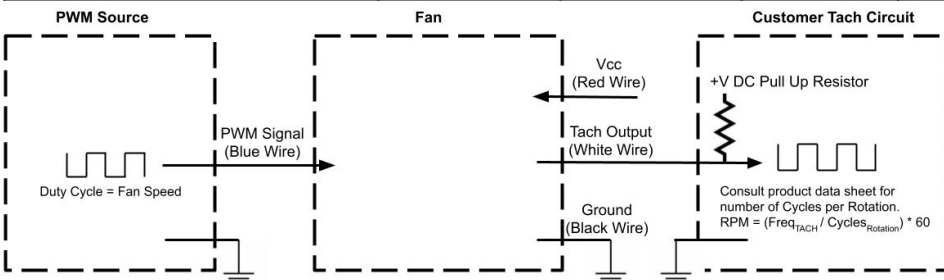 PWM Source
Fan
Customer Tach Circuit
Vcc
(Red Wire)
+V DC Pull Up Resistor
PWM Signal
(Blue Wire)
Tach Output
(White Wire)
Duty Cycle = Fan Speed
Consult product data sheet for
number of Cycles per Rotation.
RPM = (FreqTACH / CyclesRotation) * 60
Ground
(Black Wire)